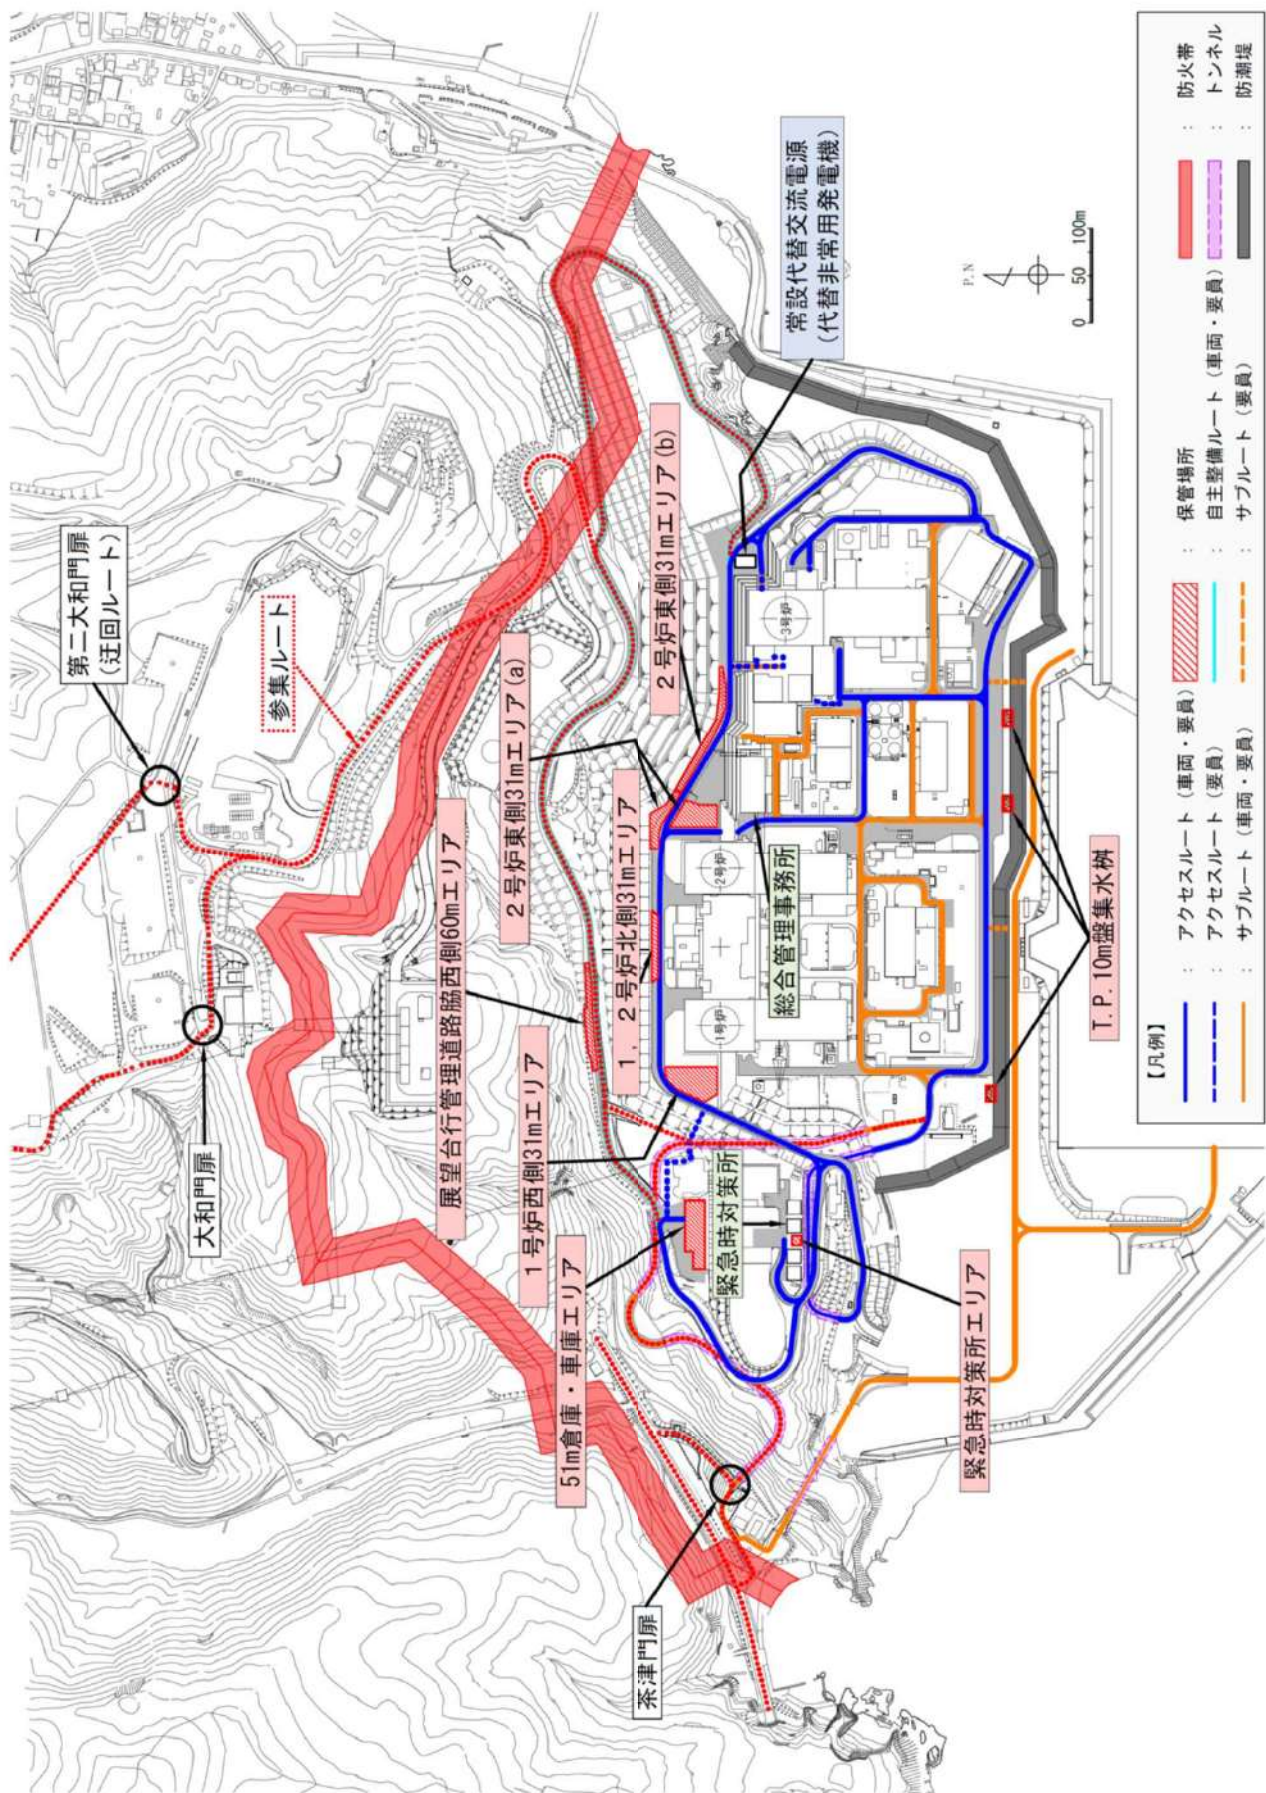 第二大和門扉
(迂回ルート)
参集ルート
大和門扉
展望台行管理道路脇西側60mエリア
2号炉東側31mエリア(a)
2号炉東側31mエリア(b)
1,2号炉北側31mエリア
1号炉西側31mエリア
51m倉庫・車庫エリア
茶津門扉
緊急時対策所
緊急時対策所エリア
総合管理事務所
1号炉
2号炉
3号炉
常設代替交流電源
(代替非常用発電機)
T.P.10m盤集水桝
P.N
0 50 100m
【凡例】
: アクセスルート(車両・要員)
: アクセスルート(要員)
: サブルート(車両・要員)
: 保管場所
: 自主整備ルート(車両・要員)
: サブルート(要員)
: 防火帯
: トンネル
: 防潮堤